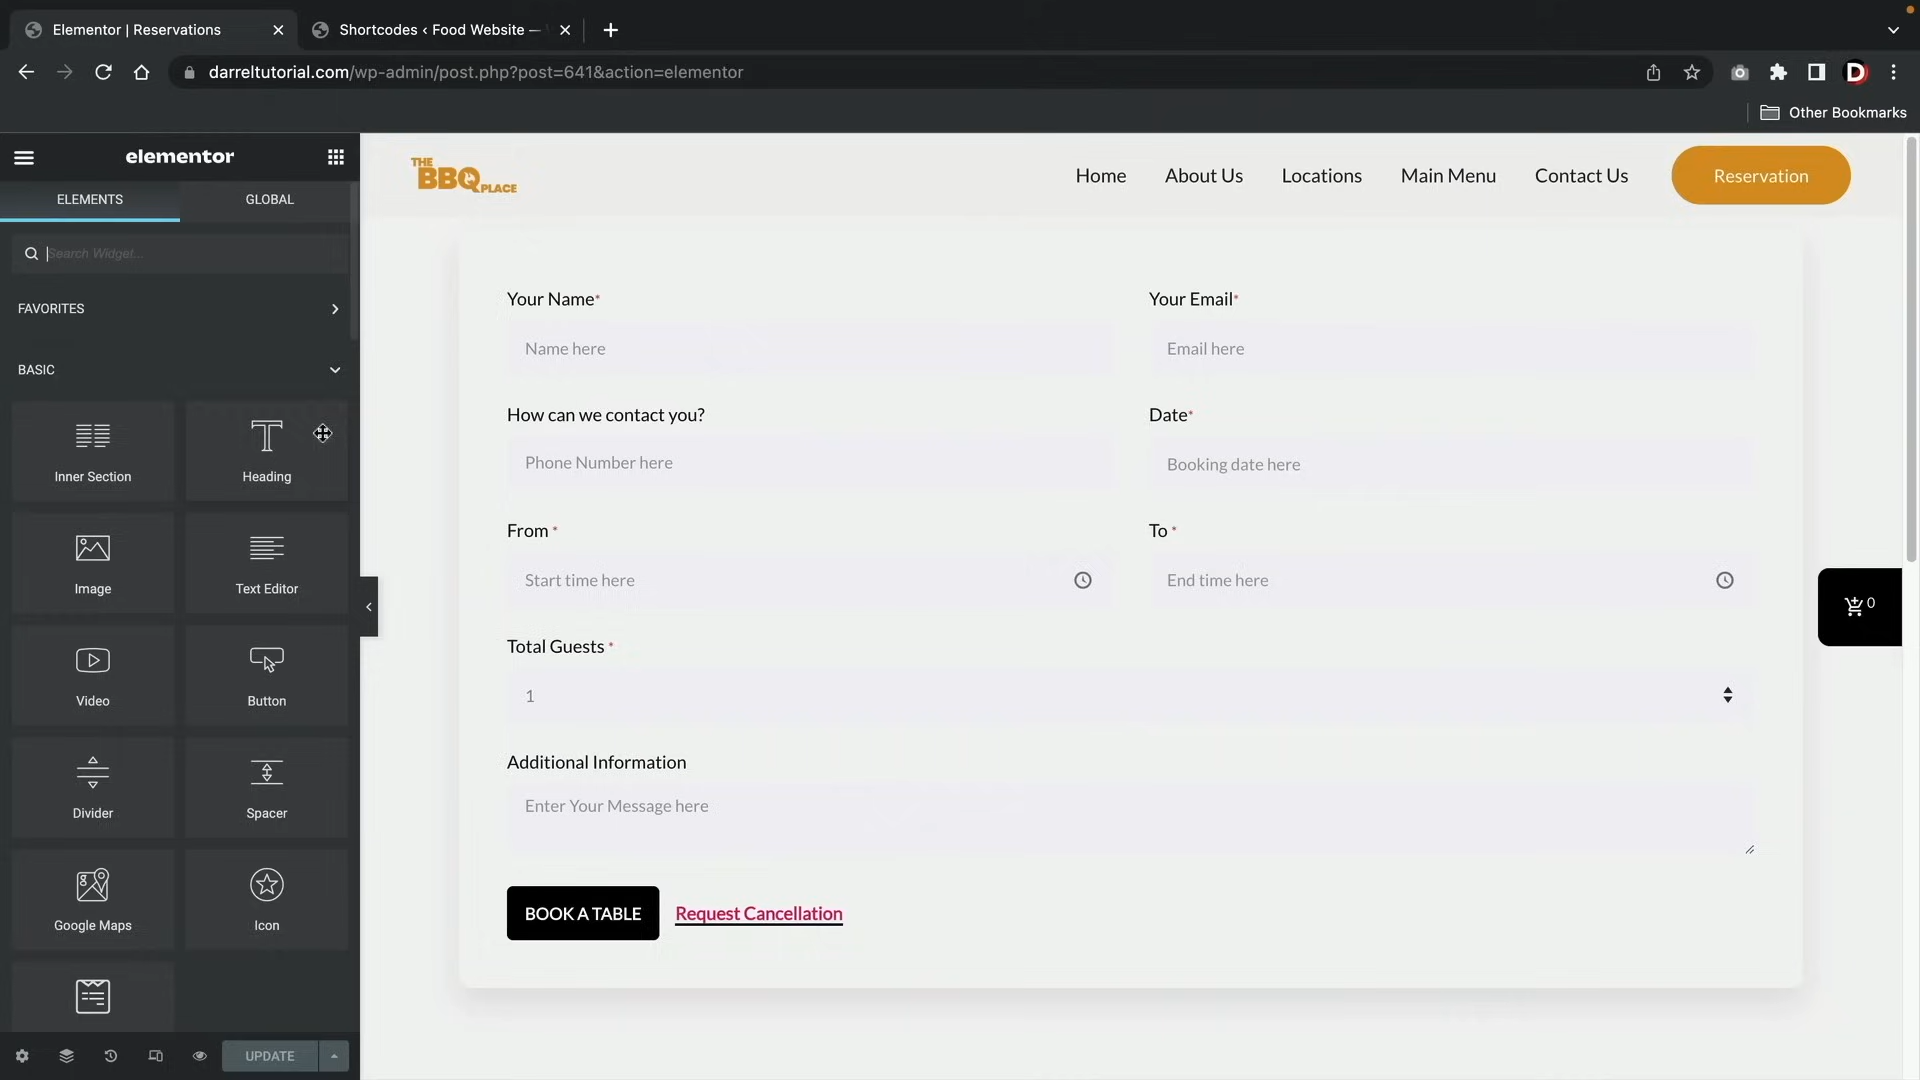 Elementor | Reservations
Shortcodes ‹ Food Website —
darreltutorial.com/wp-admin/post.php?post=641&action=elementor
D
Other Bookmarks
elementor
ELEMENTS
GLOBAL
Search Widget...
FAVORITES
BASIC
Inner Section
Heading
Image
Text Editor
Video
Button
Divider
Spacer
Google Maps
Icon
UPDATE
THE
BBQ PLACE
Home
About Us
Locations
Main Menu
Contact Us
Reservation
Your Name*
Your Email*
Name here
Email here
How can we contact you?
Date*
Phone Number here
Booking date here
From *
To *
Start time here
End time here
0
Total Guests *
1
Additional Information
Enter Your Message here
BOOK A TABLE
Request Cancellation